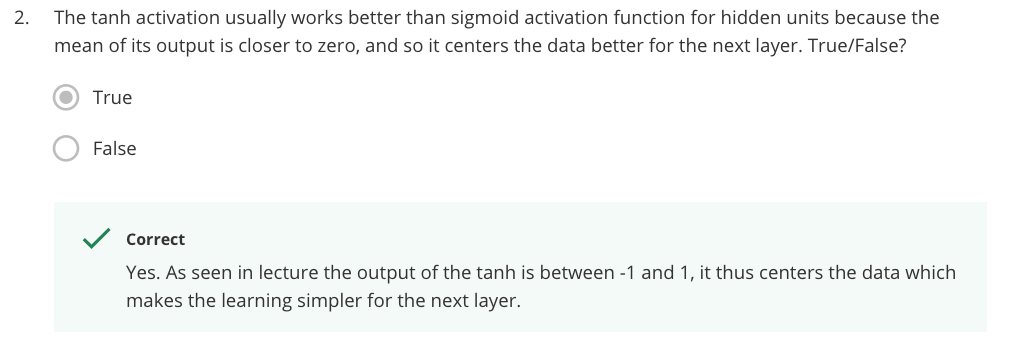 2. The tanh activation usually works better than sigmoid activation function for hidden units because the
mean of its output is closer to zero, and so it centers the data better for the next layer. True/False?
True
False
Correct
Yes. As seen in lecture the output of the tanh is between -1 and 1, it thus centers the data which
makes the learning simpler for the next layer.